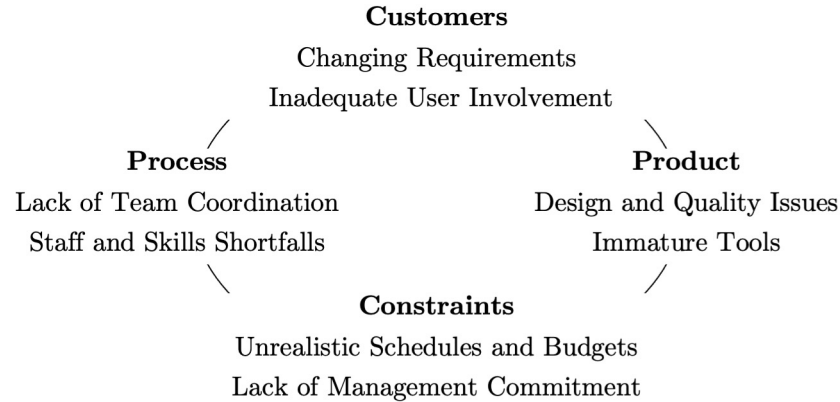 Customers
Changing Requirements
Inadequate User Involvement
Process
Lack of Team Coordination
Staff and Skills Shortfalls
Product
Design and Quality Issues
Immature Tools
Constraints
Unrealistic Schedules and Budgets
Lack of Management Commitment